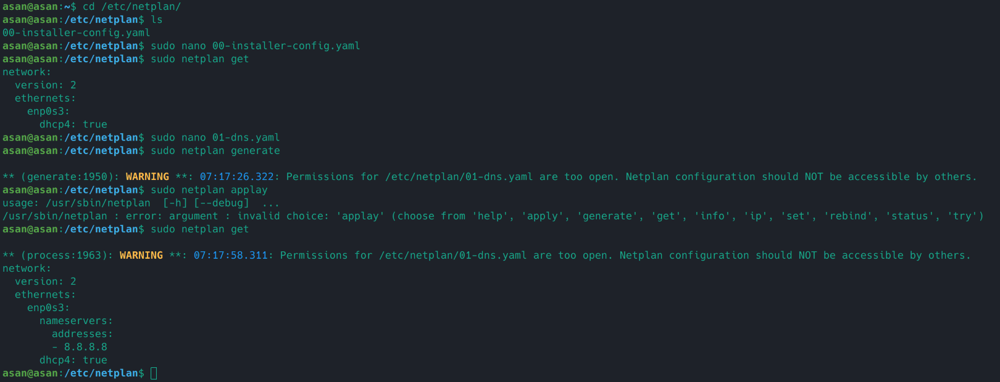 asan@asan:~$ cd /etc/netplan/
asan@asan:/etc/netplan$ ls
00-installer-config.yaml
asan@asan:/etc/netplan$ sudo nano 00-installer-config.yaml
asan@asan:/etc/netplan$ sudo netplan get
network:
  version: 2
  ethernets:
    enp0s3:
      dhcp4: true
asan@asan:/etc/netplan$ sudo nano 01-dns.yaml
asan@asan:/etc/netplan$ sudo netplan generate

** (generate:1950): WARNING **: 07:17:26.322: Permissions for /etc/netplan/01-dns.yaml are too open. Netplan configuration should NOT be accessible by others.
asan@asan:/etc/netplan$ sudo netplan applay
usage: /usr/sbin/netplan  [-h] [--debug]  ...
/usr/sbin/netplan : error: argument : invalid choice: 'applay' (choose from 'help', 'apply', 'generate', 'get', 'info', 'ip', 'set', 'rebind', 'status', 'try')
asan@asan:/etc/netplan$ sudo netplan get

** (process:1963): WARNING **: 07:17:58.311: Permissions for /etc/netplan/01-dns.yaml are too open. Netplan configuration should NOT be accessible by others.
network:
  version: 2
  ethernets:
    enp0s3:
      nameservers:
        addresses:
        - 8.8.8.8
      dhcp4: true
asan@asan:/etc/netplan$